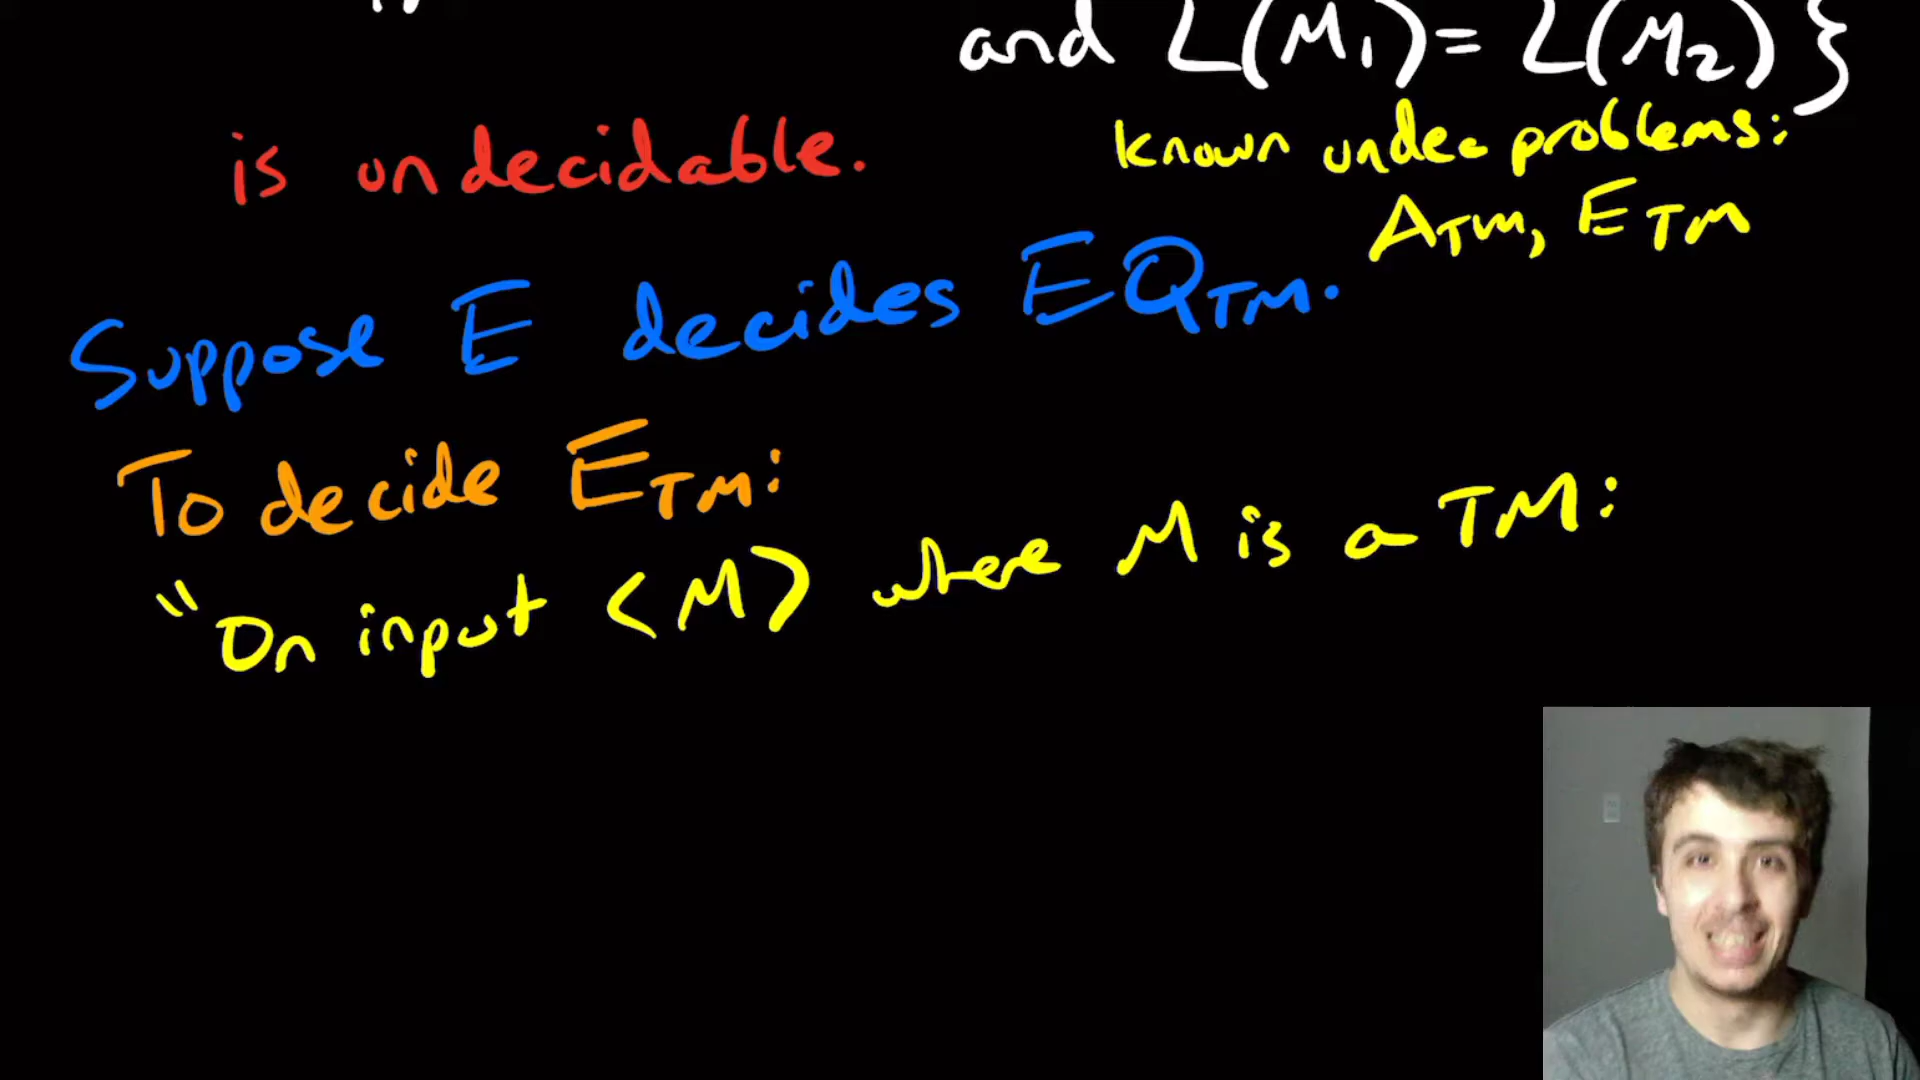 and L(M₁) = L(M₂) }
is undecidable.
known undec problems:
A_TM, E_TM
Suppose E decides EQ_TM.
To decide E_TM:
"On input <M> where M is a TM: